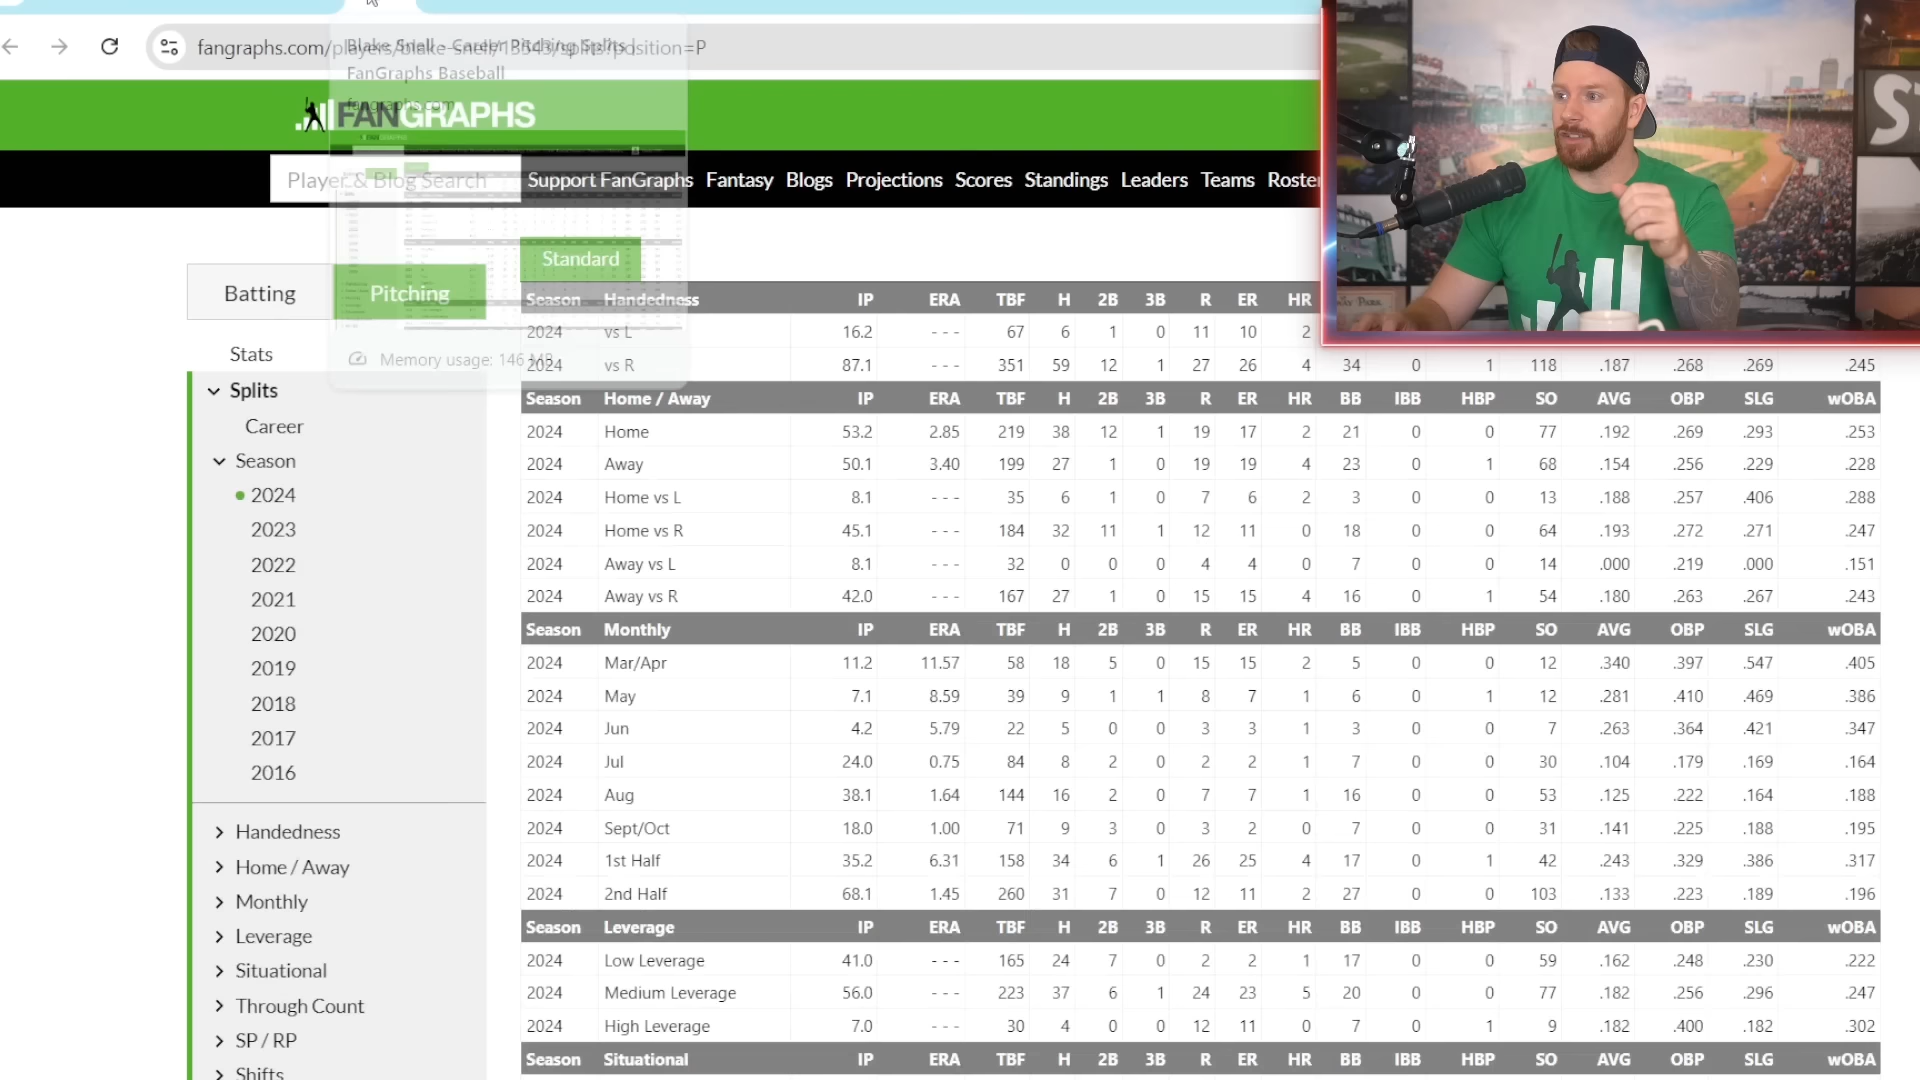 fangraphs.com/players/blake-snell/13543/splits?position=P
Blake Snell - Career Pitching Splits |
FanGraphs Baseball
fangraphs.com
FANGRAPHS
Player & Blog Search
Support FanGraphs Fantasy Blogs Projections Scores Standings Leaders Teams Roster
Batting
Pitching
Standard
Memory usage: 146 MB
Stats
Splits
Career
Season
2024
2023
2022
2021
2020
2019
2018
2017
2016
Handedness
Home / Away
Monthly
Leverage
Situational
Through Count
SP / RP
Shifts
Season Handedness IP ERA TBF H 2B 3B R ER HR
2024 vs L 16.2 - - - 67 6 1 0 11 10 2
2024 vs R 87.1 - - - 351 59 12 1 27 26 4 34 0 1 118 .187 .268 .269 .245
Season Home / Away IP ERA TBF H 2B 3B R ER HR BB IBB HBP SO AVG OBP SLG wOBA
2024 Home 53.2 2.85 219 38 12 1 19 17 2 21 0 0 77 .192 .269 .293 .253
2024 Away 50.1 3.40 199 27 1 0 19 19 4 23 0 1 68 .154 .256 .229 .228
2024 Home vs L 8.1 - - - 35 6 1 0 7 6 2 3 0 0 13 .188 .257 .406 .288
2024 Home vs R 45.1 - - - 184 32 11 1 12 11 0 18 0 0 64 .193 .272 .271 .247
2024 Away vs L 8.1 - - - 32 0 0 0 4 4 0 7 0 0 14 .000 .219 .000 .151
2024 Away vs R 42.0 - - - 167 27 1 0 15 15 4 16 0 1 54 .180 .263 .267 .243
Season Monthly IP ERA TBF H 2B 3B R ER HR BB IBB HBP SO AVG OBP SLG wOBA
2024 Mar/Apr 11.2 11.57 58 18 5 0 15 15 2 5 0 0 12 .340 .397 .547 .405
2024 May 7.1 8.59 39 9 1 1 8 7 1 6 0 1 12 .281 .410 .469 .386
2024 Jun 4.2 5.79 22 5 0 0 3 3 1 3 0 0 7 .263 .364 .421 .347
2024 Jul 24.0 0.75 84 8 2 0 2 2 1 7 0 0 30 .104 .179 .169 .164
2024 Aug 38.1 1.64 144 16 2 0 7 7 1 16 0 0 53 .125 .222 .164 .188
2024 Sept/Oct 18.0 1.00 71 9 3 0 3 2 0 7 0 0 31 .141 .225 .188 .195
2024 1st Half 35.2 6.31 158 34 6 1 26 25 4 17 0 1 42 .243 .329 .386 .317
2024 2nd Half 68.1 1.45 260 31 7 0 12 11 2 27 0 0 103 .133 .223 .189 .196
Season Leverage IP ERA TBF H 2B 3B R ER HR BB IBB HBP SO AVG OBP SLG wOBA
2024 Low Leverage 41.0 - - - 165 24 7 0 2 2 1 17 0 0 59 .162 .248 .230 .222
2024 Medium Leverage 56.0 - - - 223 37 6 1 24 23 5 20 0 0 77 .182 .256 .296 .247
2024 High Leverage 7.0 - - - 30 4 0 0 12 11 0 7 0 1 9 .182 .400 .182 .302
Season Situational IP ERA TBF H 2B 3B R ER HR BB IBB HBP SO AVG OBP SLG wOBA